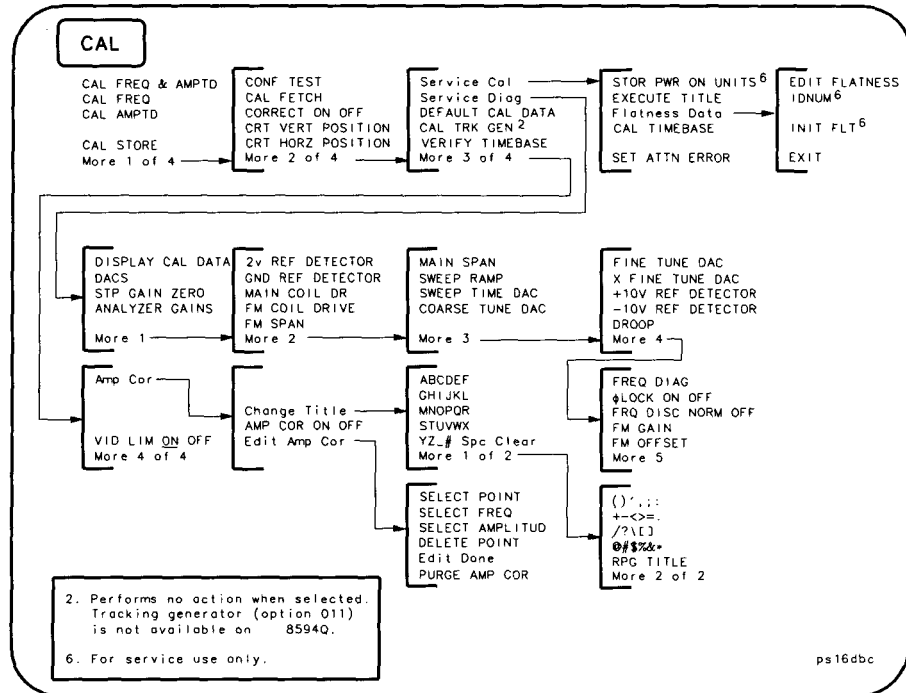 CAL
CAL FREQ & AMPTD
CAL FREQ
CAL AMPTD
CAL STORE
More 1 of 4
CONF TEST
CAL FETCH
CORRECT ON OFF
CRT VERT POSITION
CRT HORZ POSITION
More 2 of 4
Service Cal
Service Diag
DEFAULT CAL DATA
CAL TRK GEN 2
VERIFY TIMEBASE
More 3 of 4
STOR PWR ON UNITS 6
EXECUTE TITLE
Flatness Data
CAL TIMEBASE
SET ATTN ERROR
EDIT FLATNESS
IDNUM 6
INIT FLT 6
EXIT
DISPLAY CAL DATA
DACS
STP GAIN ZERO
ANALYZER GAINS
More 1
2v REF DETECTOR
GND REF DETECTOR
MAIN COIL DR
FM COIL DRIVE
FM SPAN
More 2
MAIN SPAN
SWEEP RAMP
SWEEP TIME DAC
COARSE TUNE DAC
More 3
FINE TUNE DAC
X FINE TUNE DAC
+10V REF DETECTOR
-10V REF DETECTOR
DROOP
More 4
Amp Cor
VID LIM ON OFF
More 4 of 4
Change Title
AMP COR ON OFF
Edit Amp Cor
ABCDEF
GHIJKL
MNOPQR
STUVWX
YZ_# Spc Clear
More 1 of 2
FREQ DIAG
ϕLOCK ON OFF
FRQ DISC NORM OFF
FM GAIN
FM OFFSET
More 5
SELECT POINT
SELECT FREQ
SELECT AMPLITUD
DELETE POINT
Edit Done
PURGE AMP COR
()',;:
+-<>=.
/?\[]
@#$%&*
RPG TITLE
More 2 of 2
2. Performs no action when selected.
Tracking generator (option 011)
is not available on 8594Q.
6. For service use only.
ps16dbc